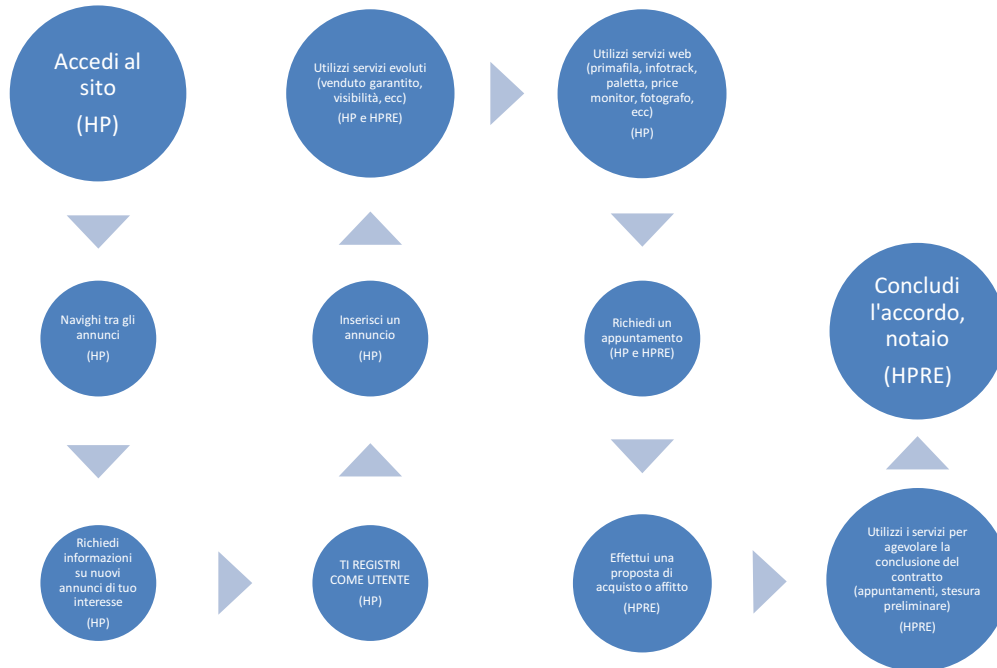 Accedi al
sito
(HP)
Navighi tra gli
annunci
(HP)
Richiedi
informazioni
su nuovi
annunci di tuo
interesse
(HP)
TI REGISTRI
COME UTENTE
(HP)
Inserisci un
annuncio
(HP)
Utilizzi servizi evoluti
(venduto garantito,
visibilità, ecc)
(HP e HPRE)
Utilizzi servizi web
(primafila, infotrack,
paletta, price
monitor, fotografo,
ecc)
(HP)
Richiedi un
appuntamento
(HP e HPRE)
Effettui una
proposta di
acquisto o affitto
(HPRE)
Utilizzi i servizi per
agevolare la
conclusione del
contratto
(appuntamenti, stesura
preliminare)
(HPRE)
Concludi
l'accordo,
notaio
(HPRE)